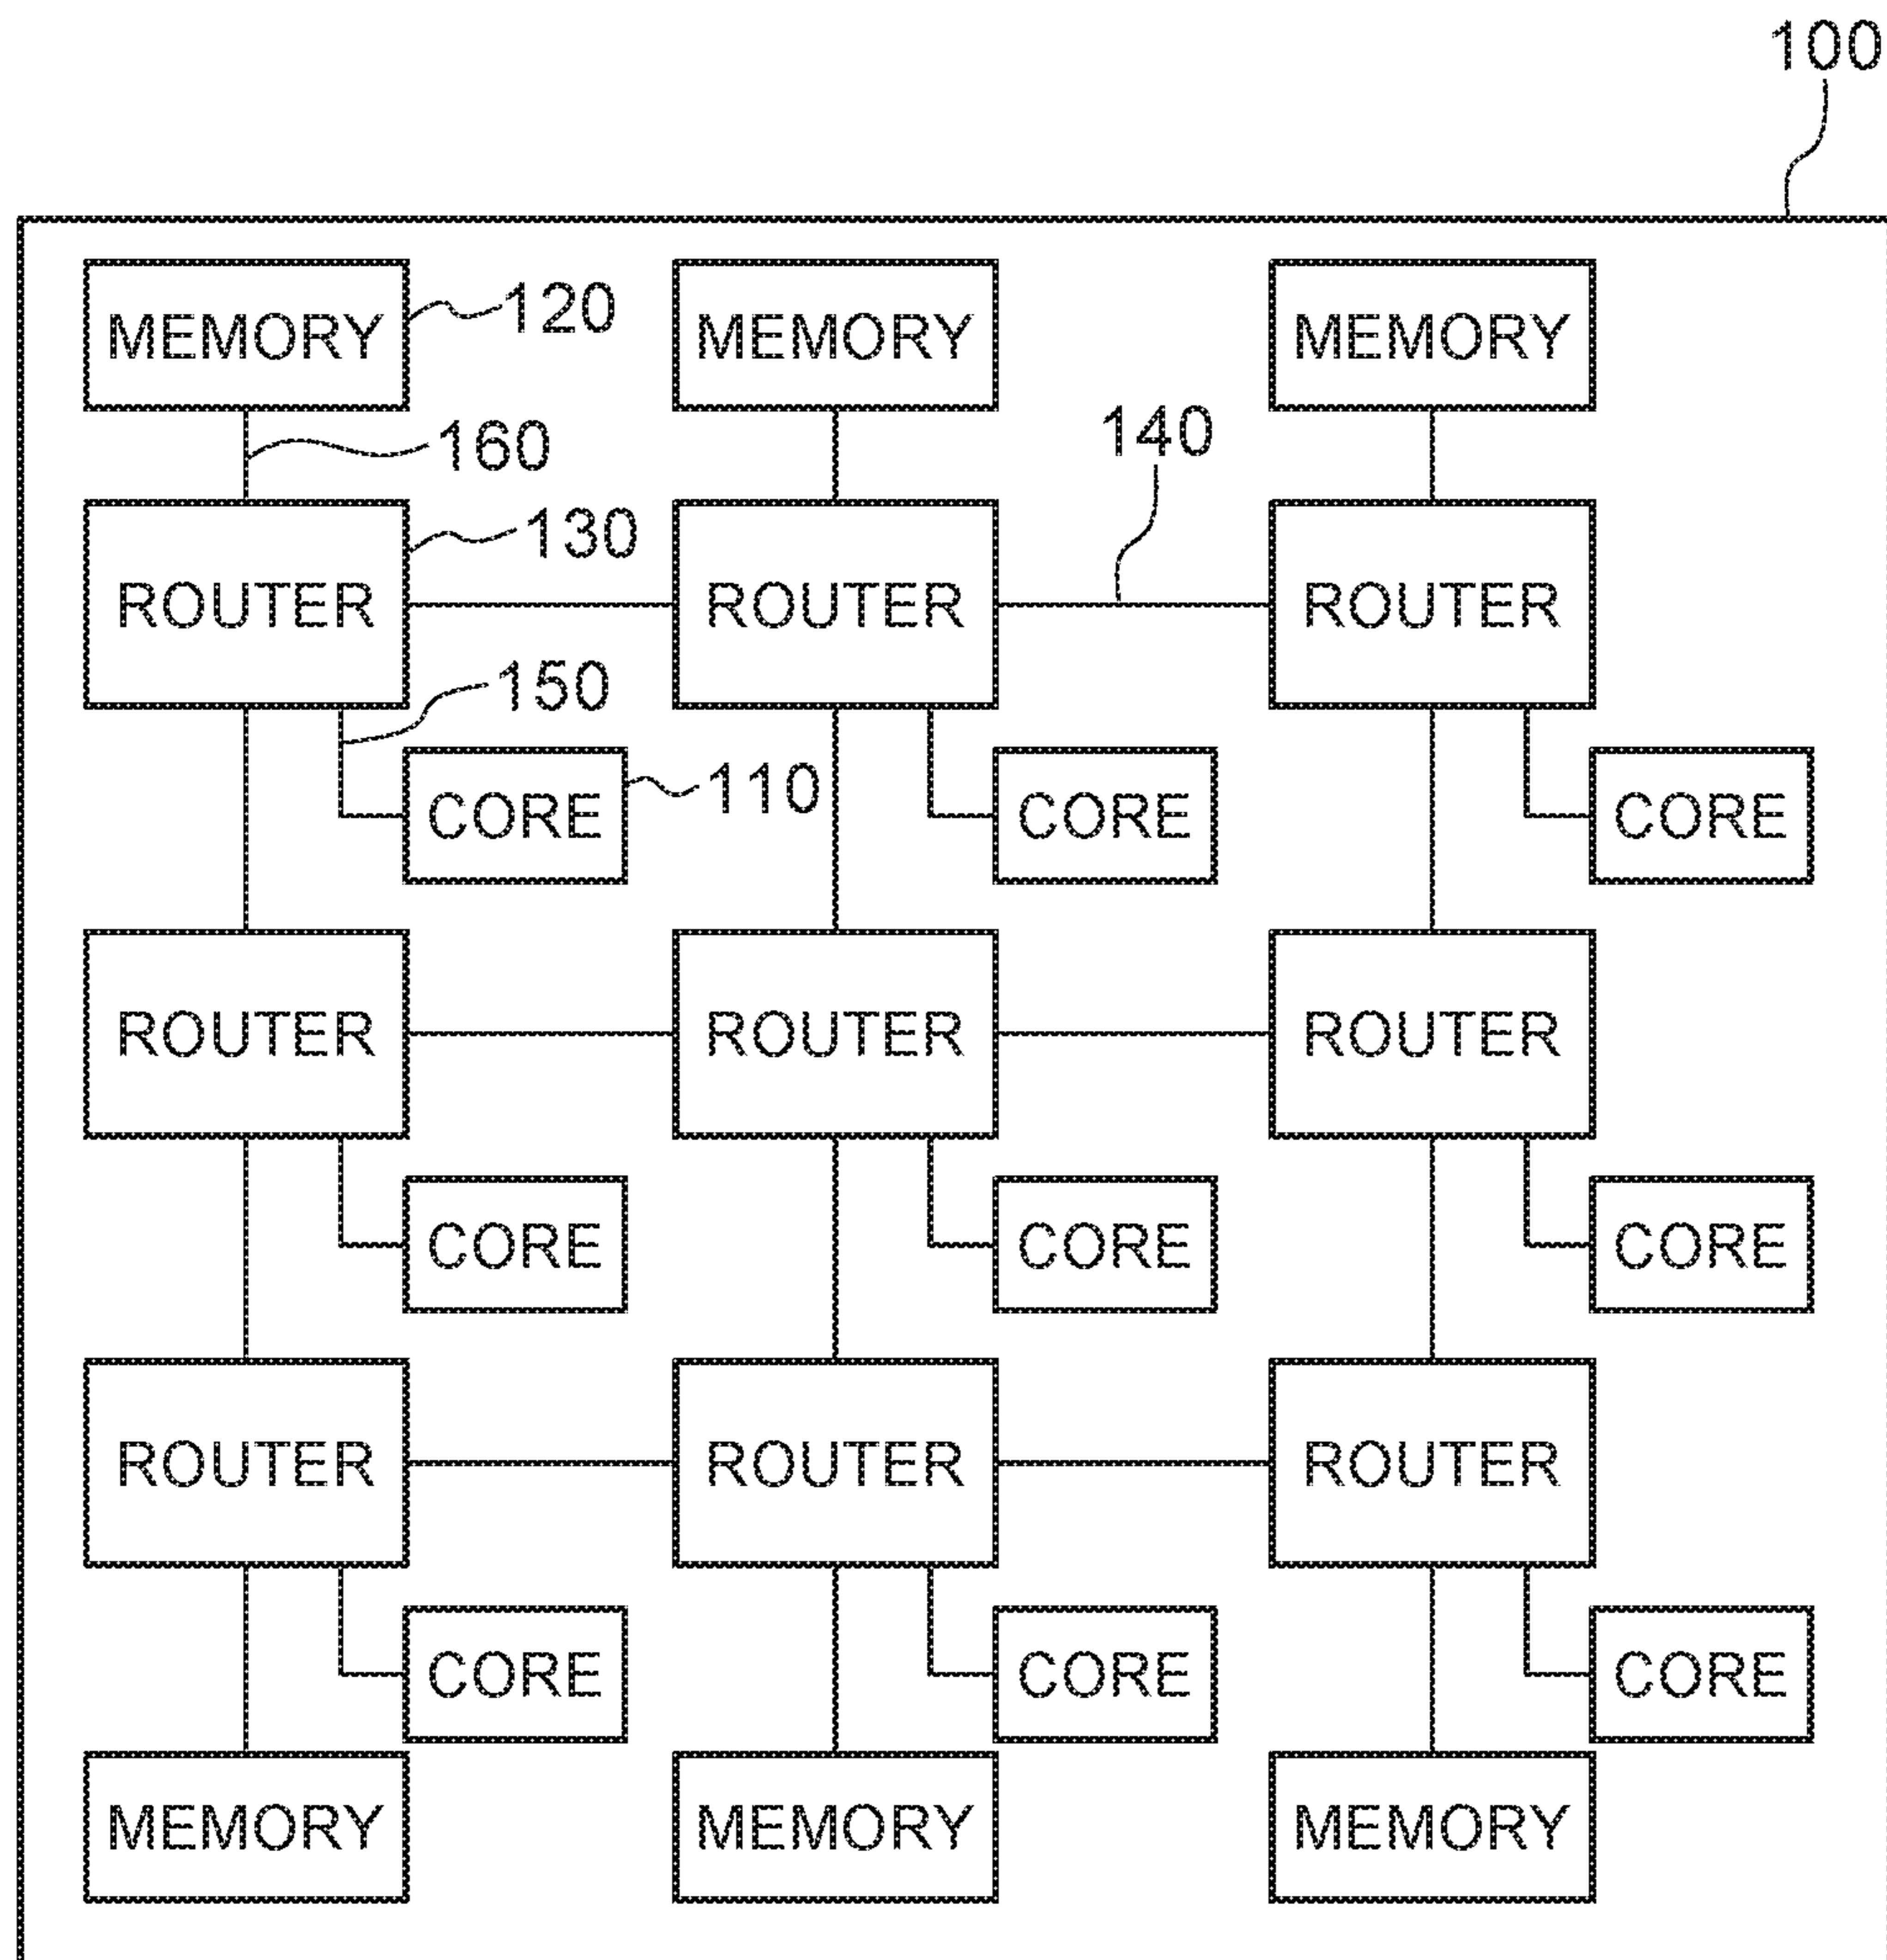 100
MEMORY 120 MEMORY MEMORY
160 140
130
ROUTER ROUTER ROUTER
150
CORE 110 CORE CORE
ROUTER ROUTER ROUTER
CORE CORE CORE
ROUTER ROUTER ROUTER
CORE CORE CORE
MEMORY MEMORY MEMORY